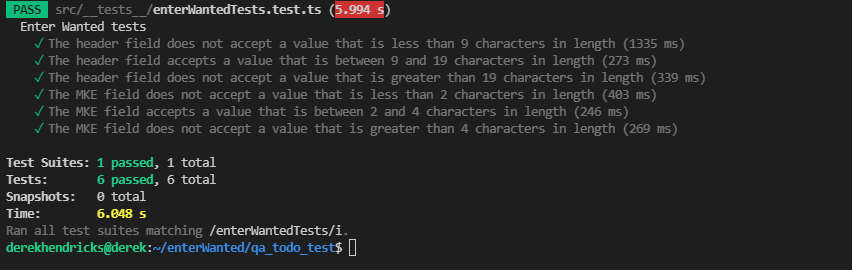 PASS src/__tests__/enterWantedTests.test.ts (5.994 s)
Enter Wanted tests
✓ The header field does not accept a value that is less than 9 characters in length (1335 ms)
✓ The header field accepts a value that is between 9 and 19 characters in length (273 ms)
✓ The header field does not accept a value that is greater than 19 characters in length (339 ms)
✓ The MKE field does not accept a value that is less than 2 characters in length (403 ms)
✓ The MKE field accepts a value that is between 2 and 4 characters in length (246 ms)
✓ The MKE field does not accept a value that is greater than 4 characters in length (269 ms)
Test Suites: 1 passed, 1 total
Tests: 6 passed, 6 total
Snapshots: 0 total
Time: 6.048 s
Ran all test suites matching /enterWantedTests/i.
derekhendricks@derek:~/enterWanted/qa_todo_test$